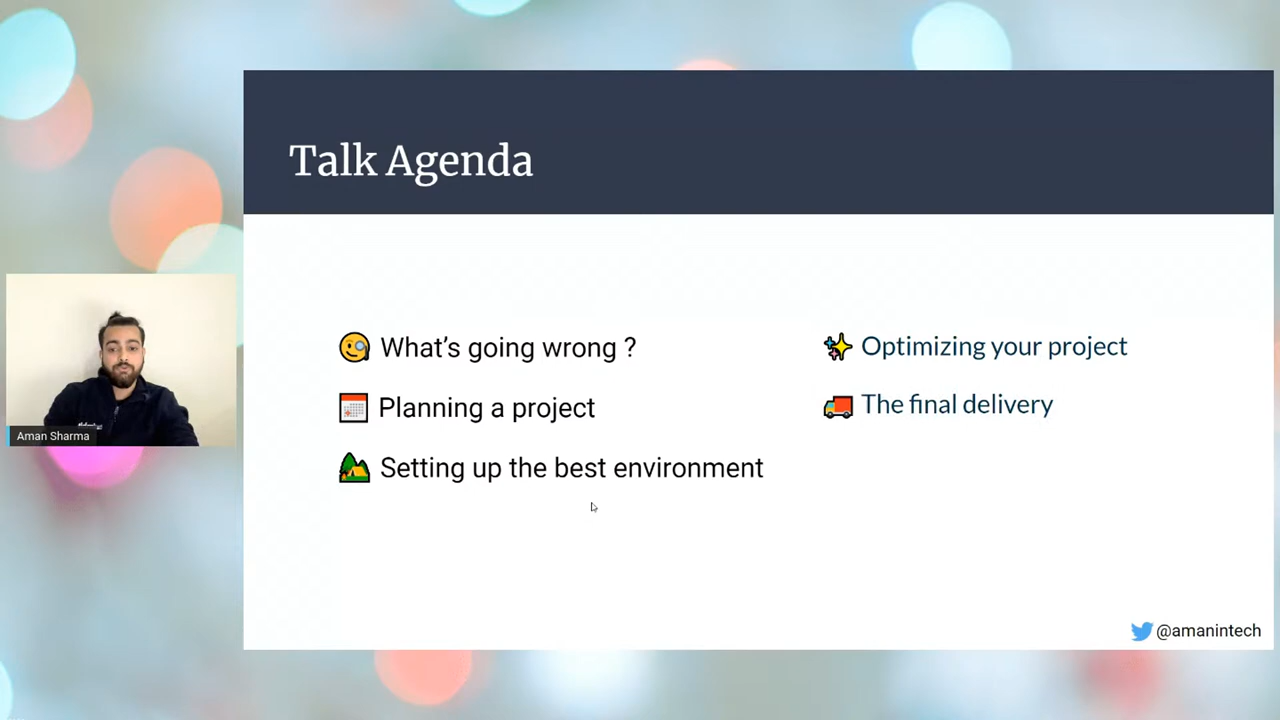 Talk Agenda
What's going wrong ?
Planning a project
Setting up the best environment
Optimizing your project
The final delivery
Aman Sharma
@amanintech